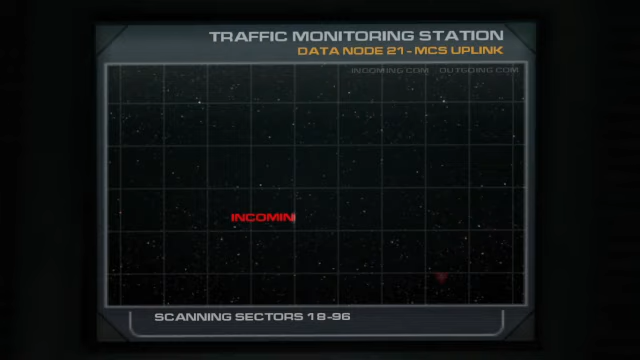 TRAFFIC MONITORING STATION
DATA NODE 21 - MCS UPLINK
INCOMING.COM OUTGOING.COM
INCOMIN
SCANNING SECTORS 18-96